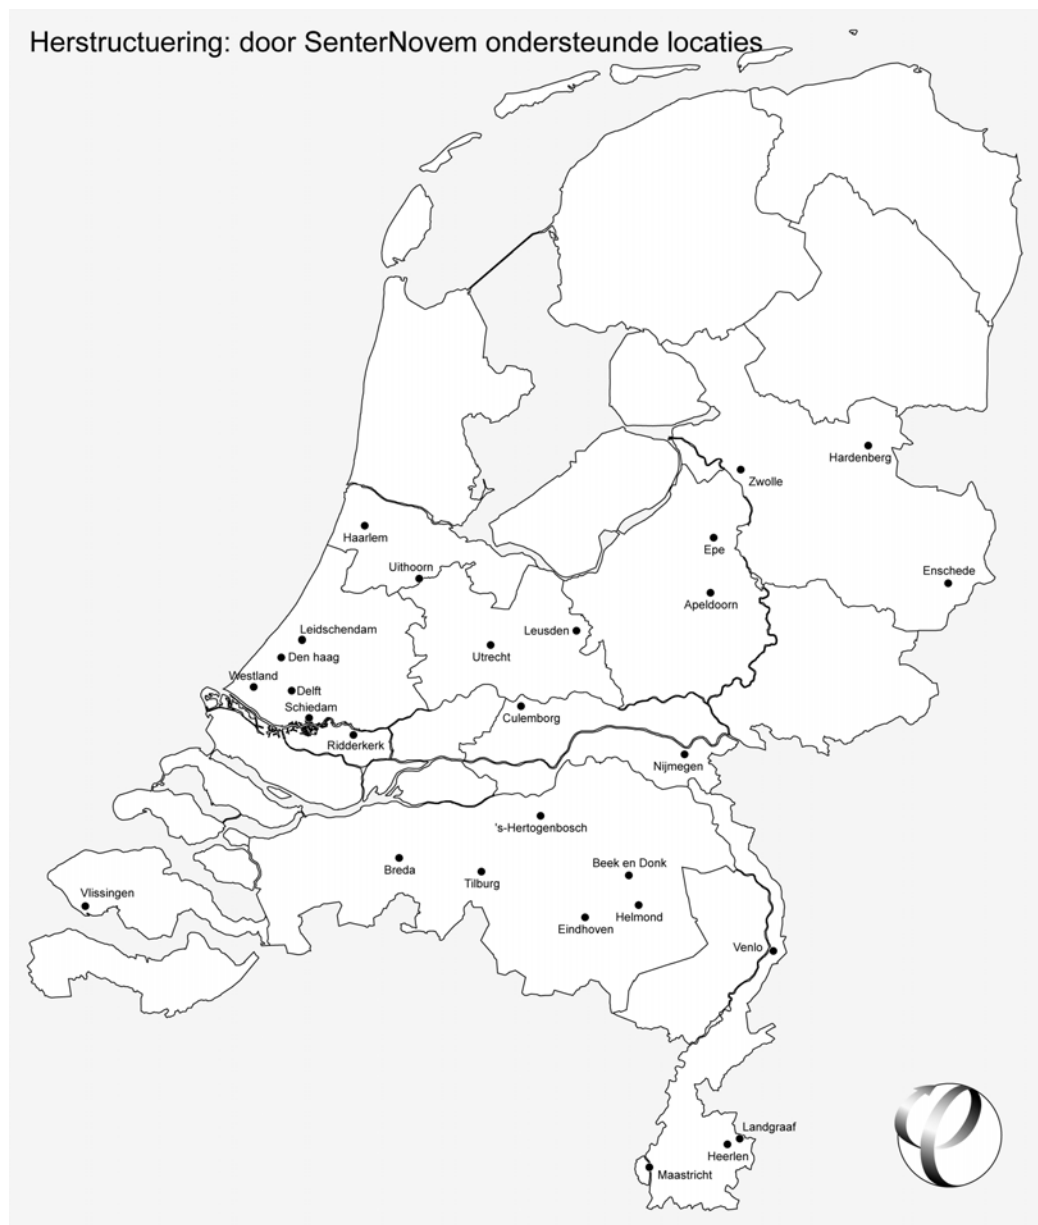 Herstructuering: door SenterNovem ondersteunde locaties
Hardenberg
Zwolle
Haarlem
Epe
Uithoorn
Enschede
Apeldoorn
Leidschendam
Leusden
Den haag
Utrecht
Westland
Delft
Schiedam
Culemborg
Ridderkerk
Nijmegen
's-Hertogenbosch
Beek en Donk
Breda
Tilburg
Vlissingen
Helmond
Eindhoven
Venlo
Landgraaf
Heerlen
Maastricht